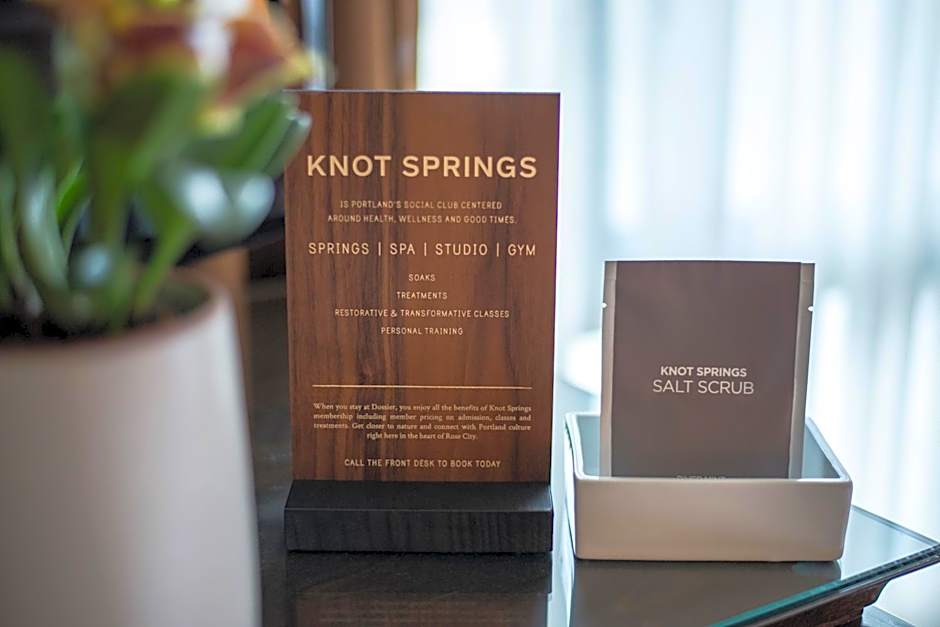 KNOT SPRINGS
IS PORTLAND'S SOCIAL CLUB CENTERED
AROUND HEALTH, WELLNESS AND GOOD TIMES.
SPRINGS | SPA | STUDIO | GYM
SOAKS
TREATMENTS
RESTORATIVE & TRANSFORMATIVE CLASSES
PERSONAL TRAINING
When you stay at Dossier, you enjoy all the benefits of Knot Springs
membership including member pricing on admission, classes and
treatments. Get closer to nature and connect with Portland culture
right here in the heart of Rose City.
CALL THE FRONT DESK TO BOOK TODAY
KNOT SPRINGS
SALT SCRUB